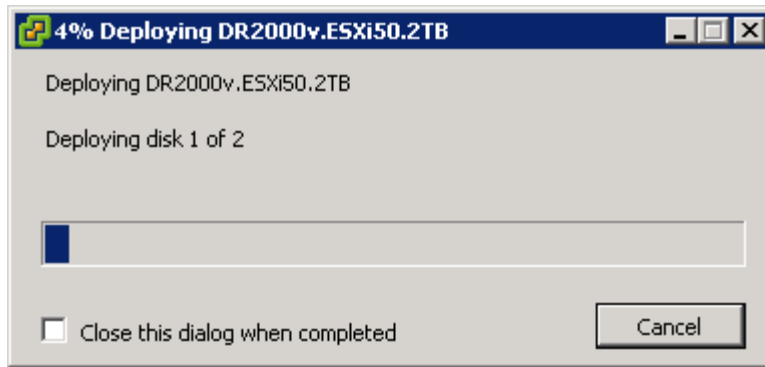 4% Deploying DR2000v.ESXi50.2TB
Deploying DR2000v.ESXi50.2TB
Deploying disk 1 of 2
Close this dialog when completed
Cancel